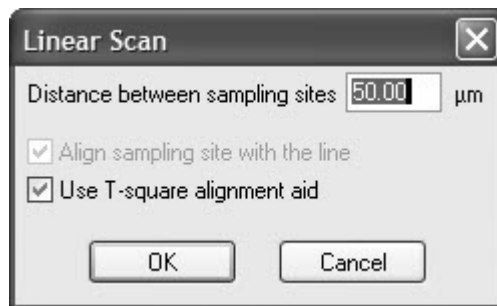 Linear Scan
Distance between sampling sites 50.00 µm
Align sampling site with the line
Use T-square alignment aid
OK Cancel